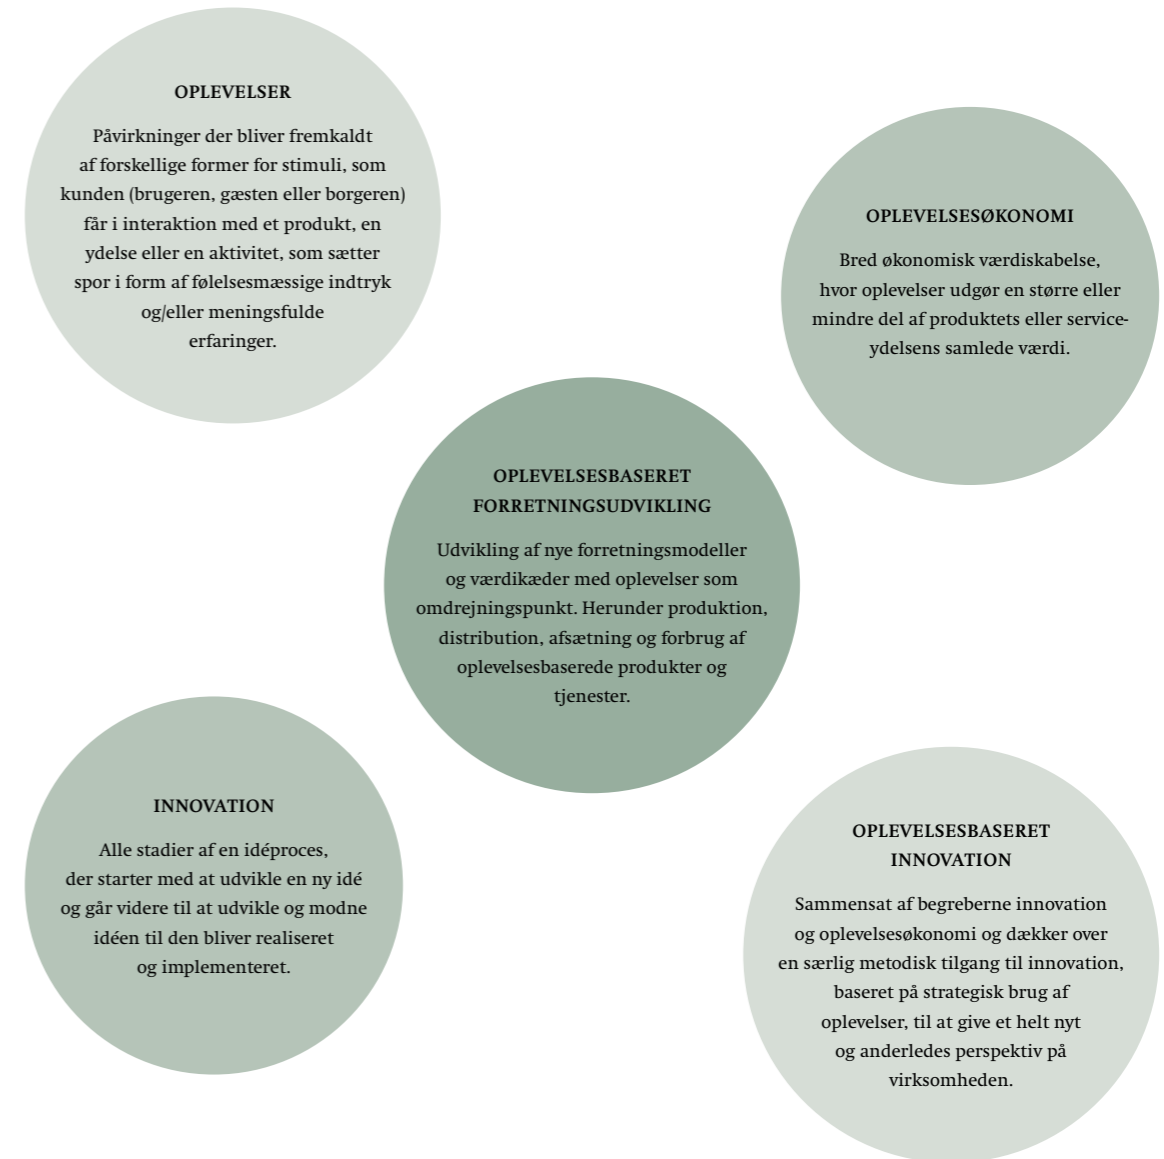 OPLEVELSER
Påvirkninger der bliver fremkaldt
af forskellige former for stimuli, som
kunden (brugeren, gæsten eller borgeren)
får i interaktion med et produkt, en
ydelse eller en aktivitet, som sætter
spor i form af følelsesmæssige indtryk
og/eller meningsfulde
erfaringer.
OPLEVELSESØKONOMI
Bred økonomisk værdiskabelse,
hvor oplevelser udgør en større eller
mindre del af produktets eller service-
ydelsens samlede værdi.
OPLEVELSESBASERET
FORRETNINGSUDVIKLING
Udvikling af nye forretningsmodeller
og værdikæder med oplevelser som
omdrejningspunkt. Herunder produktion,
distribution, afsætning og forbrug af
oplevelsesbaserede produkter og
tjenester.
INNOVATION
Alle stadier af en idéproces,
der starter med at udvikle en ny idé
og går videre til at udvikle og modne
idéen til den bliver realiseret
og implementeret.
OPLEVELSESBASERET
INNOVATION
Sammensat af begreberne innovation
og oplevelsesøkonomi og dækker over
en særlig metodisk tilgang til innovation,
baseret på strategisk brug af
oplevelser, til at give et helt nyt
og anderledes perspektiv på
virksomheden.